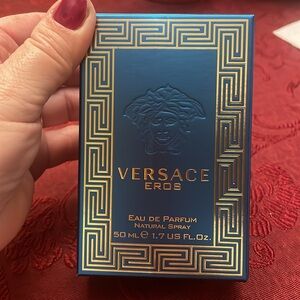 VERSACE
EROS
EAU DE PARFUM
NATURAL SPRAY
50 ML ℮ 1.7 US FL.OZ.